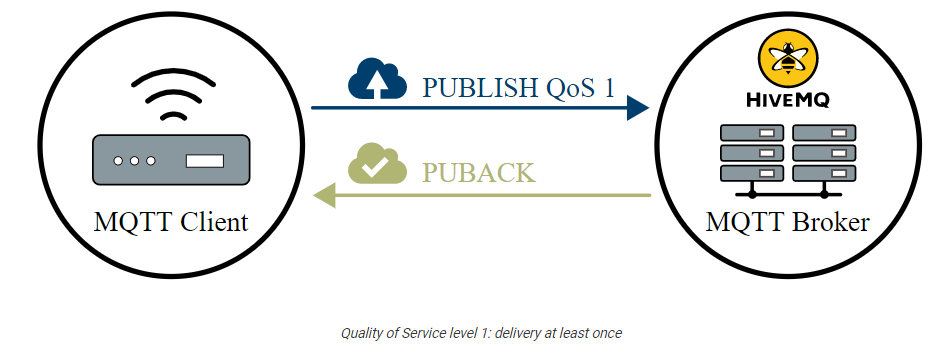 PUBLISH QoS 1
HIVEMQ
PUBACK
MQTT Client
MQTT Broker
Quality of Service level 1: delivery at least once